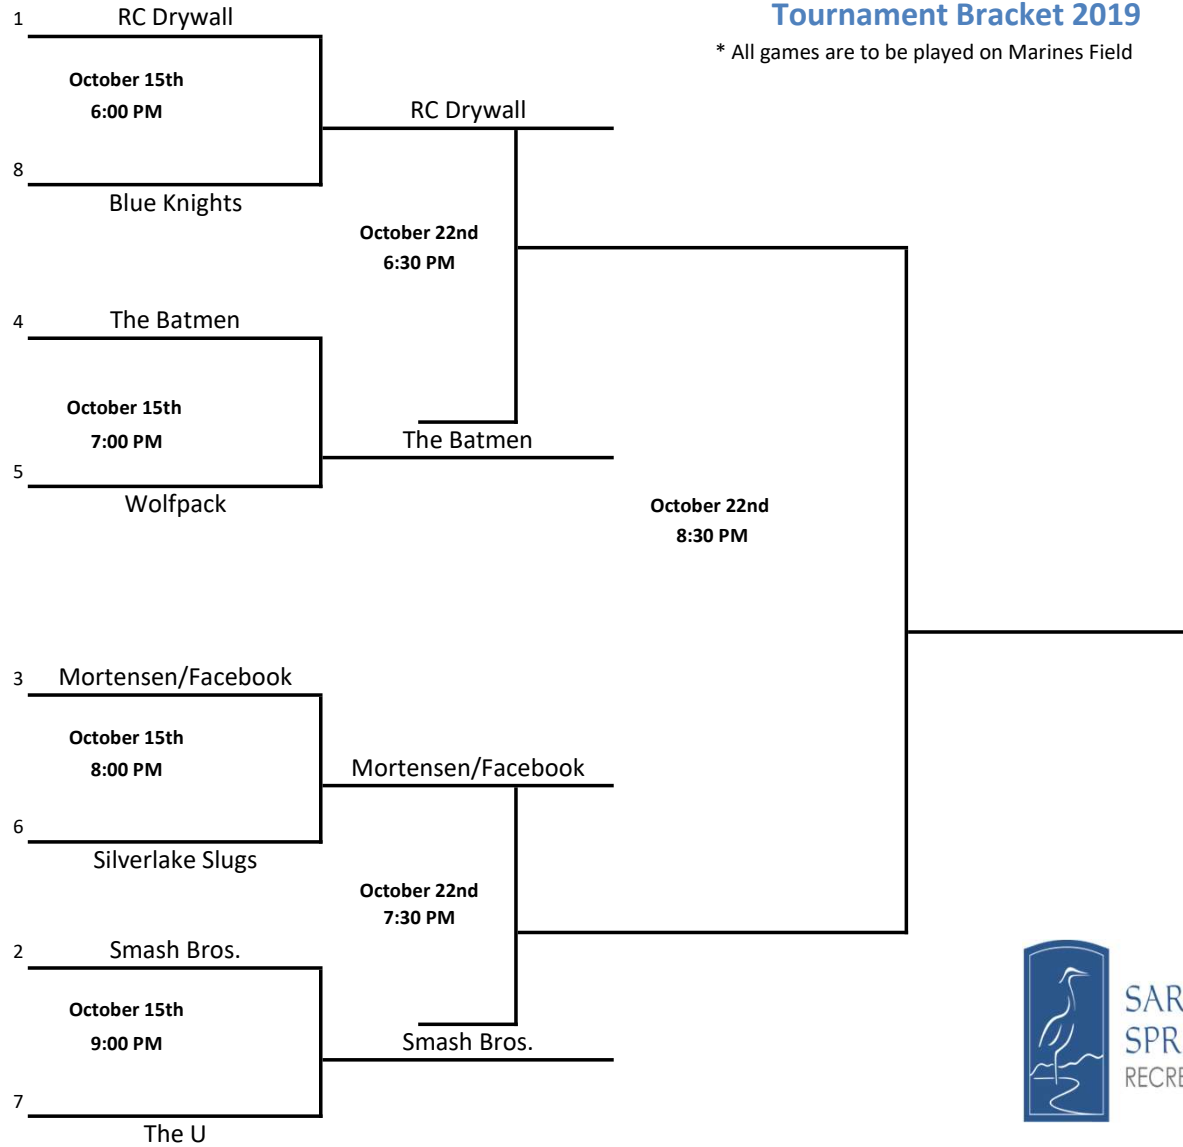 Tournament Bracket 2019
* All games are to be played on Marines Field
1
RC Drywall
October 15th
6:00 PM
RC Drywall
8
Blue Knights
October 22nd
6:30 PM
4
The Batmen
October 15th
7:00 PM
The Batmen
5
Wolfpack
October 22nd
8:30 PM
3
Mortensen/Facebook
October 15th
8:00 PM
Mortensen/Facebook
6
Silverlake Slugs
October 22nd
7:30 PM
2
Smash Bros.
October 15th
9:00 PM
Smash Bros.
7
The U
SAR
SPR
RECRE